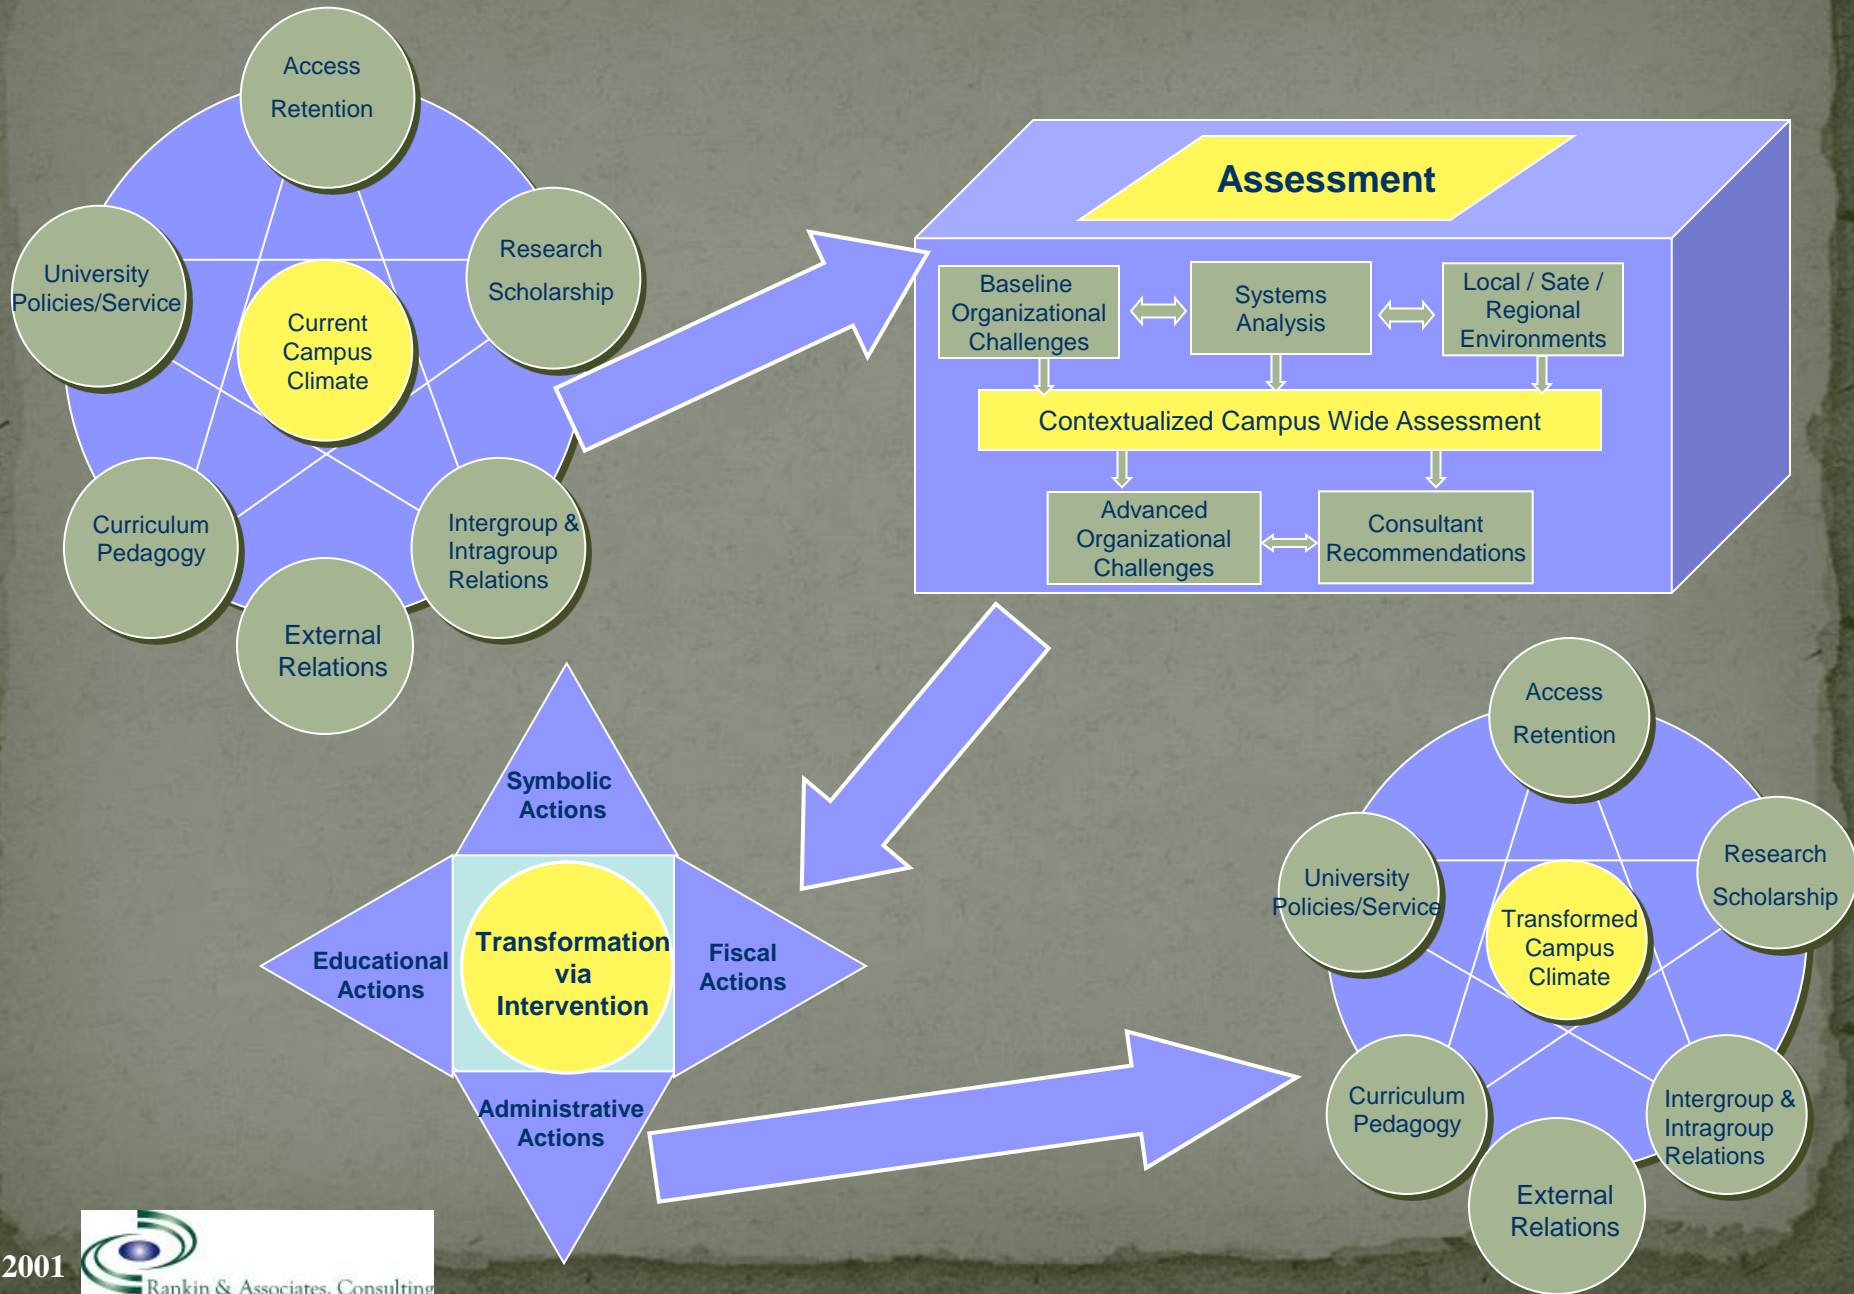 Access
Retention
Research
Scholarship
University
Policies/Service
Current
Campus
Climate
Curriculum
Pedagogy
Intergroup &
Intragroup
Relations
External
Relations
Assessment
Baseline
Organizational
Challenges
Systems
Analysis
Local / Sate /
Regional
Environments
Contextualized Campus Wide Assessment
Advanced
Organizational
Challenges
Consultant
Recommendations
Symbolic
Actions
Educational
Actions
Transformation
via
Intervention
Fiscal
Actions
Administrative
Actions
Access
Retention
Research
Scholarship
University
Policies/Service
Transformed
Campus
Climate
Curriculum
Pedagogy
Intergroup &
Intragroup
Relations
External
Relations
2001
Rankin & Associates, Consulting